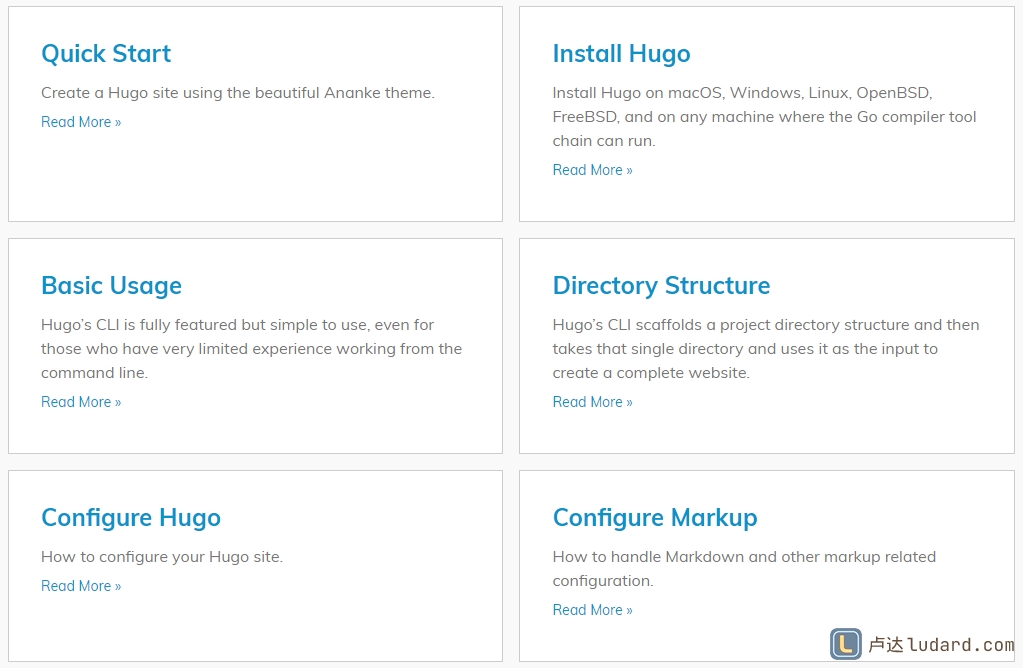 Quick Start
Create a Hugo site using the beautiful Ananke theme.
Read More »
Install Hugo
Install Hugo on macOS, Windows, Linux, OpenBSD,
FreeBSD, and on any machine where the Go compiler tool
chain can run.
Read More »
Basic Usage
Hugo’s CLI is fully featured but simple to use, even for
those who have very limited experience working from the
command line.
Read More »
Directory Structure
Hugo’s CLI scaffolds a project directory structure and then
takes that single directory and uses it as the input to
create a complete website.
Read More »
Configure Hugo
How to configure your Hugo site.
Read More »
Configure Markup
How to handle Markdown and other markup related
configuration.
Read More »
L 卢达ludard.com